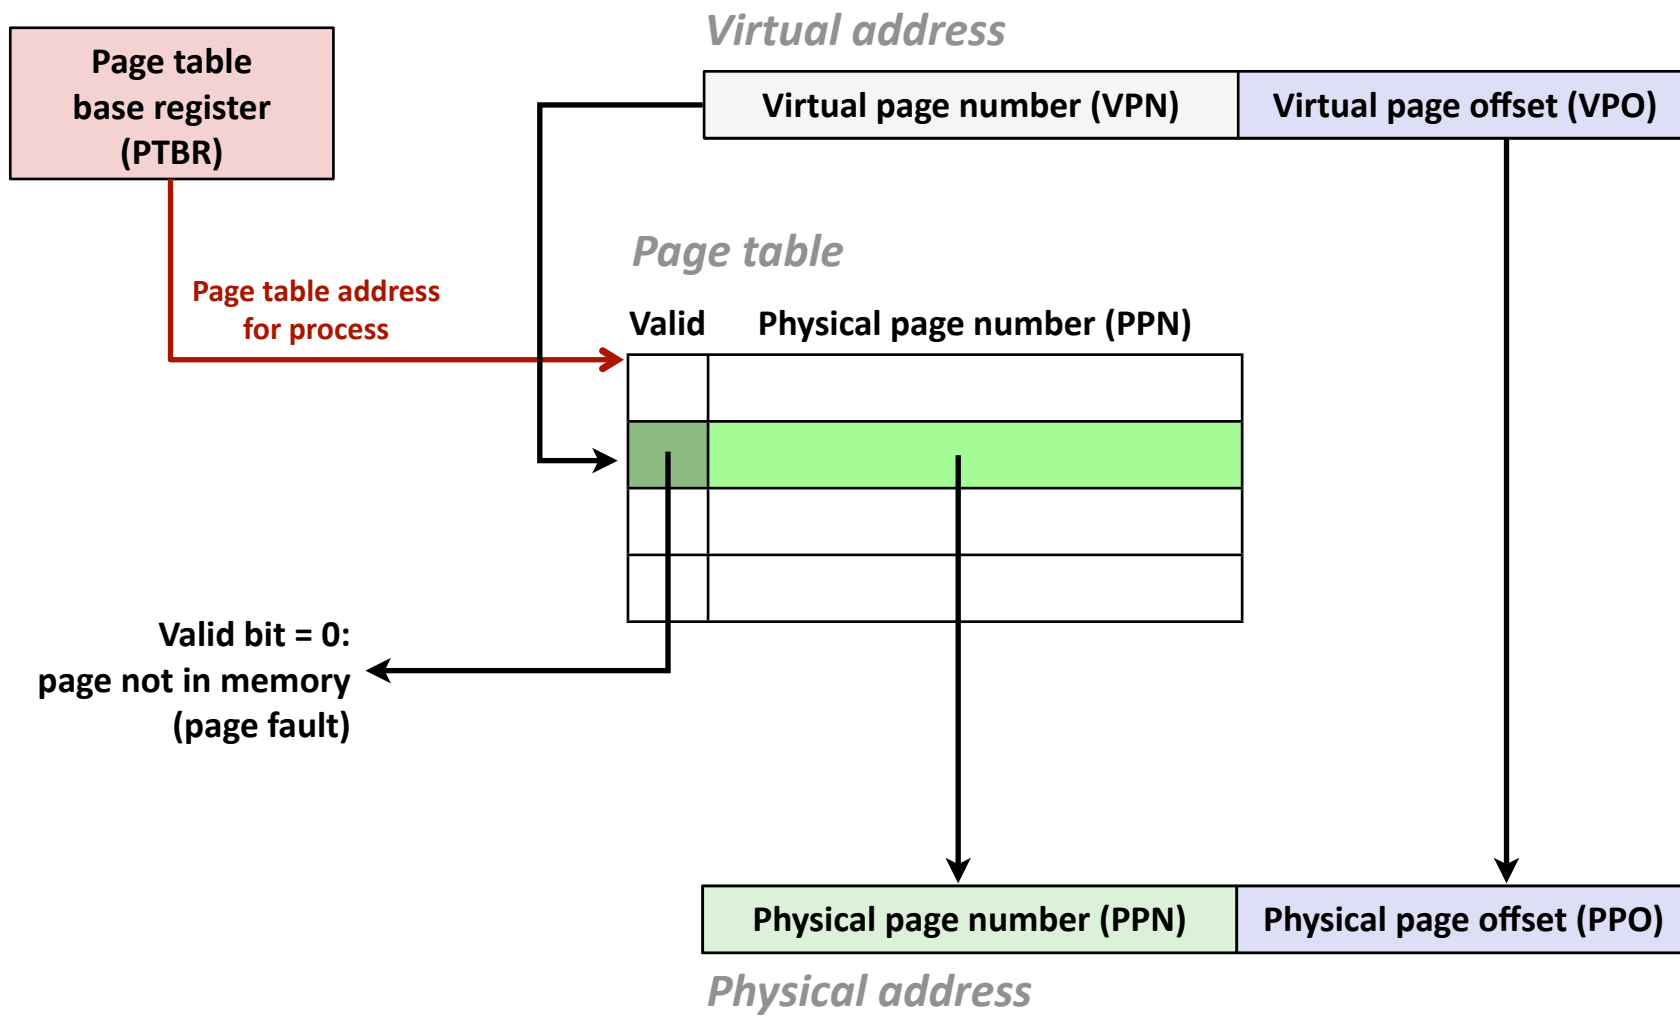 Virtual address
Page table
base register
(PTBR)
Virtual page number (VPN)
Virtual page offset (VPO)
Page table
Page table address
for process
Valid
Physical page number (PPN)
Valid bit = 0:
page not in memory
(page fault)
Physical page number (PPN)
Physical page offset (PPO)
Physical address